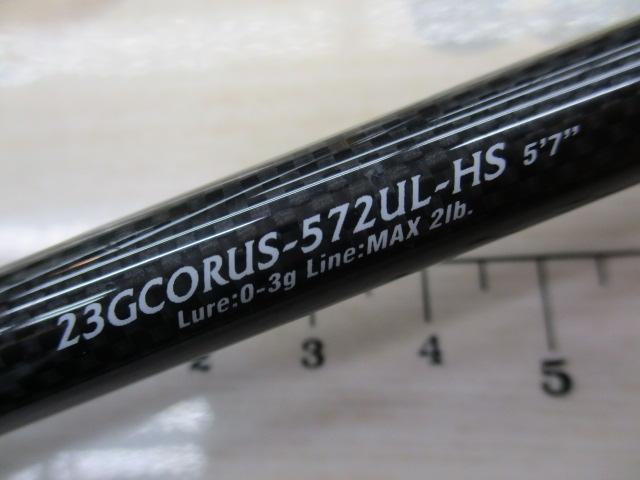 23GCORUS-572UL-HS 5'7"
Lure:0-3g Line:MAX 2lb.
2 3 4 5